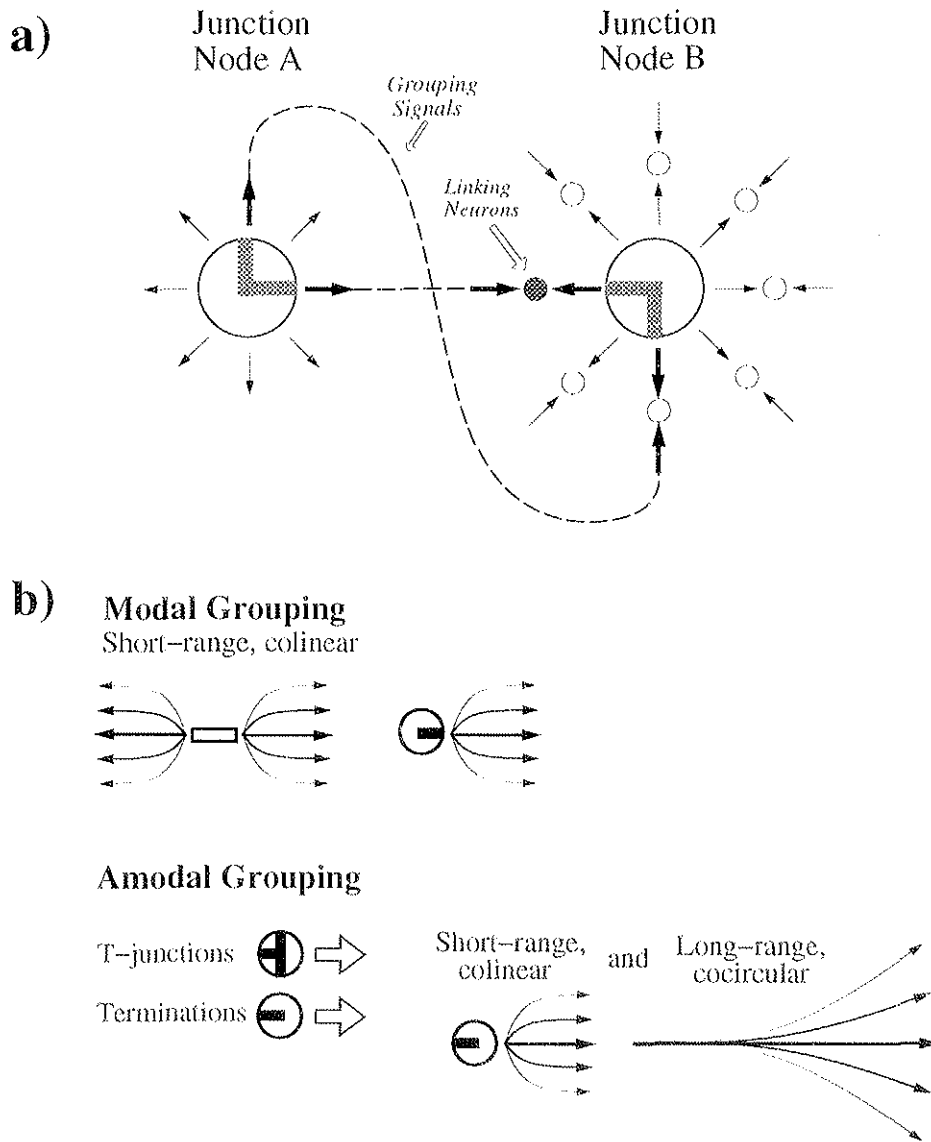 a)
Junction
Node A
Junction
Node B
Grouping
Signals
Linking
Neurons
b)
Modal Grouping
Short-range, colinear
Amodal Grouping
T-junctions
Terminations
Short-range,
colinear
and
Long-range,
cocircular